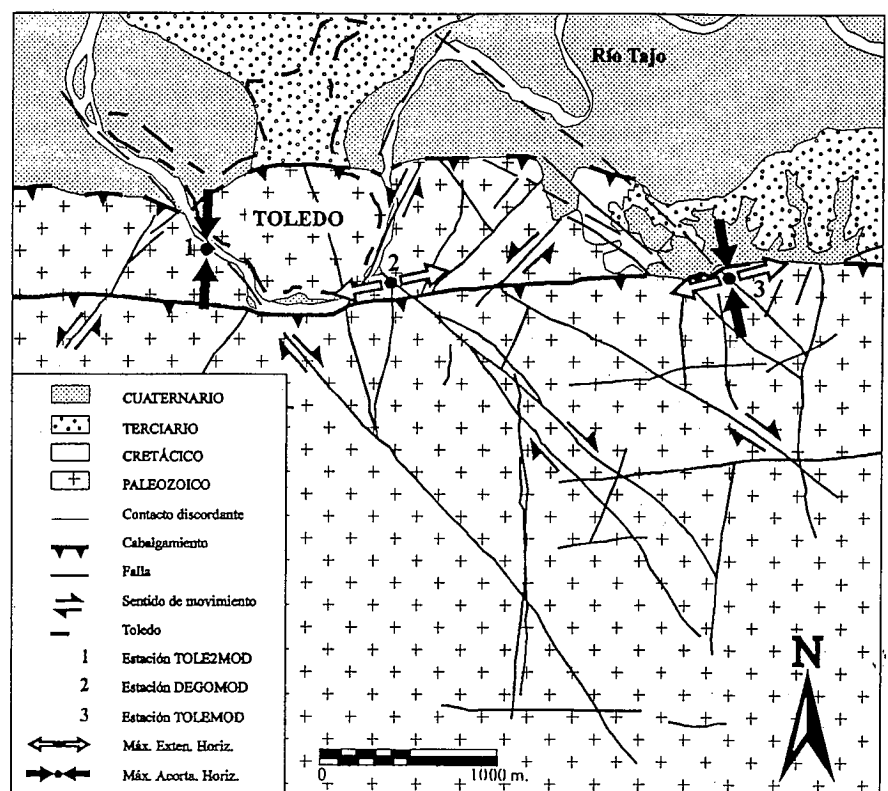 Río Tajo
TOLEDO
1
2
3
CUATERNARIO
TERCIARIO
CRETÁCICO
PALEOZOICO
Contacto discordante
Cabalgamiento
Falla
Sentido de movimiento
Toledo
1 Estación TOLE2MOD
2 Estación DEGOMOD
3 Estación TOLEMOD
Máx. Exten. Horiz.
Máx. Acorta. Horiz.
0 1000 m.
N